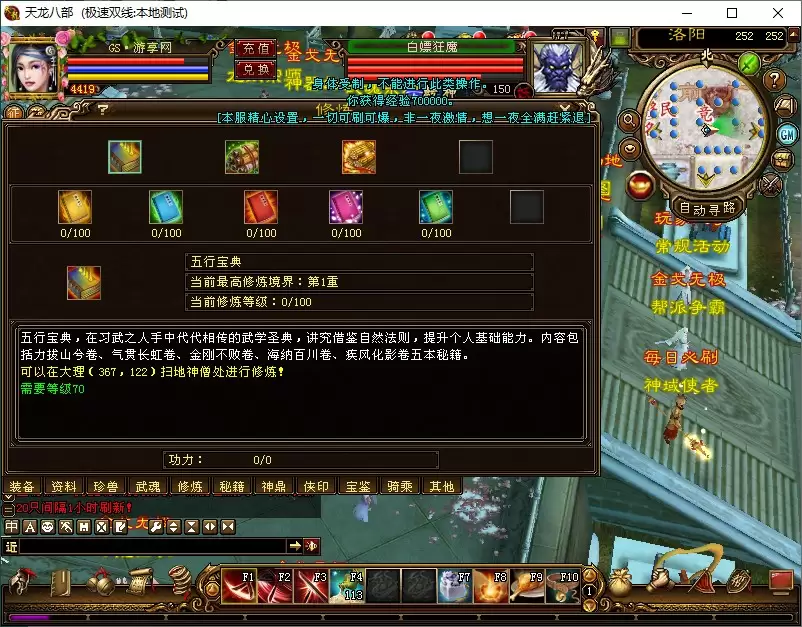 天龙八部 (极速双线:本地测试)
GS·游亭网
充值
兑换
4419
白嫖狂魔
150
身体受制,不能进行此类操作。
你获得经验700000。
[本服精心设置,一切可刷可爆,非一夜激情,想一夜全满赶紧退]
洛阳
252 252
北
GM
自动寻路
常规活动
金戈无极
帮派争霸
每日必刷
神域使者
0/100
0/100
0/100
0/100
0/100
五行宝典
当前最高修炼境界:第1重
当前修炼等级:0/100
五行宝典,在习武之人手中代代相传的武学圣典,讲究借鉴自然法则,提升个人基础能力。内容包
括力拔山兮卷、气贯长虹卷、金刚不败卷、海纳百川卷、疾风化影卷五本秘籍。
可以在大理(367,122)扫地神僧处进行修炼!
需要等级70
功力: 0/0
装备 资料 珍兽 武魂 修炼 秘籍 神鼎 侠印 宝鉴 骑乘 其他
20只间隔1小时刷新!
中 A
近
F1 F2 F3 F4 F7 F8 F9 F10
113
1